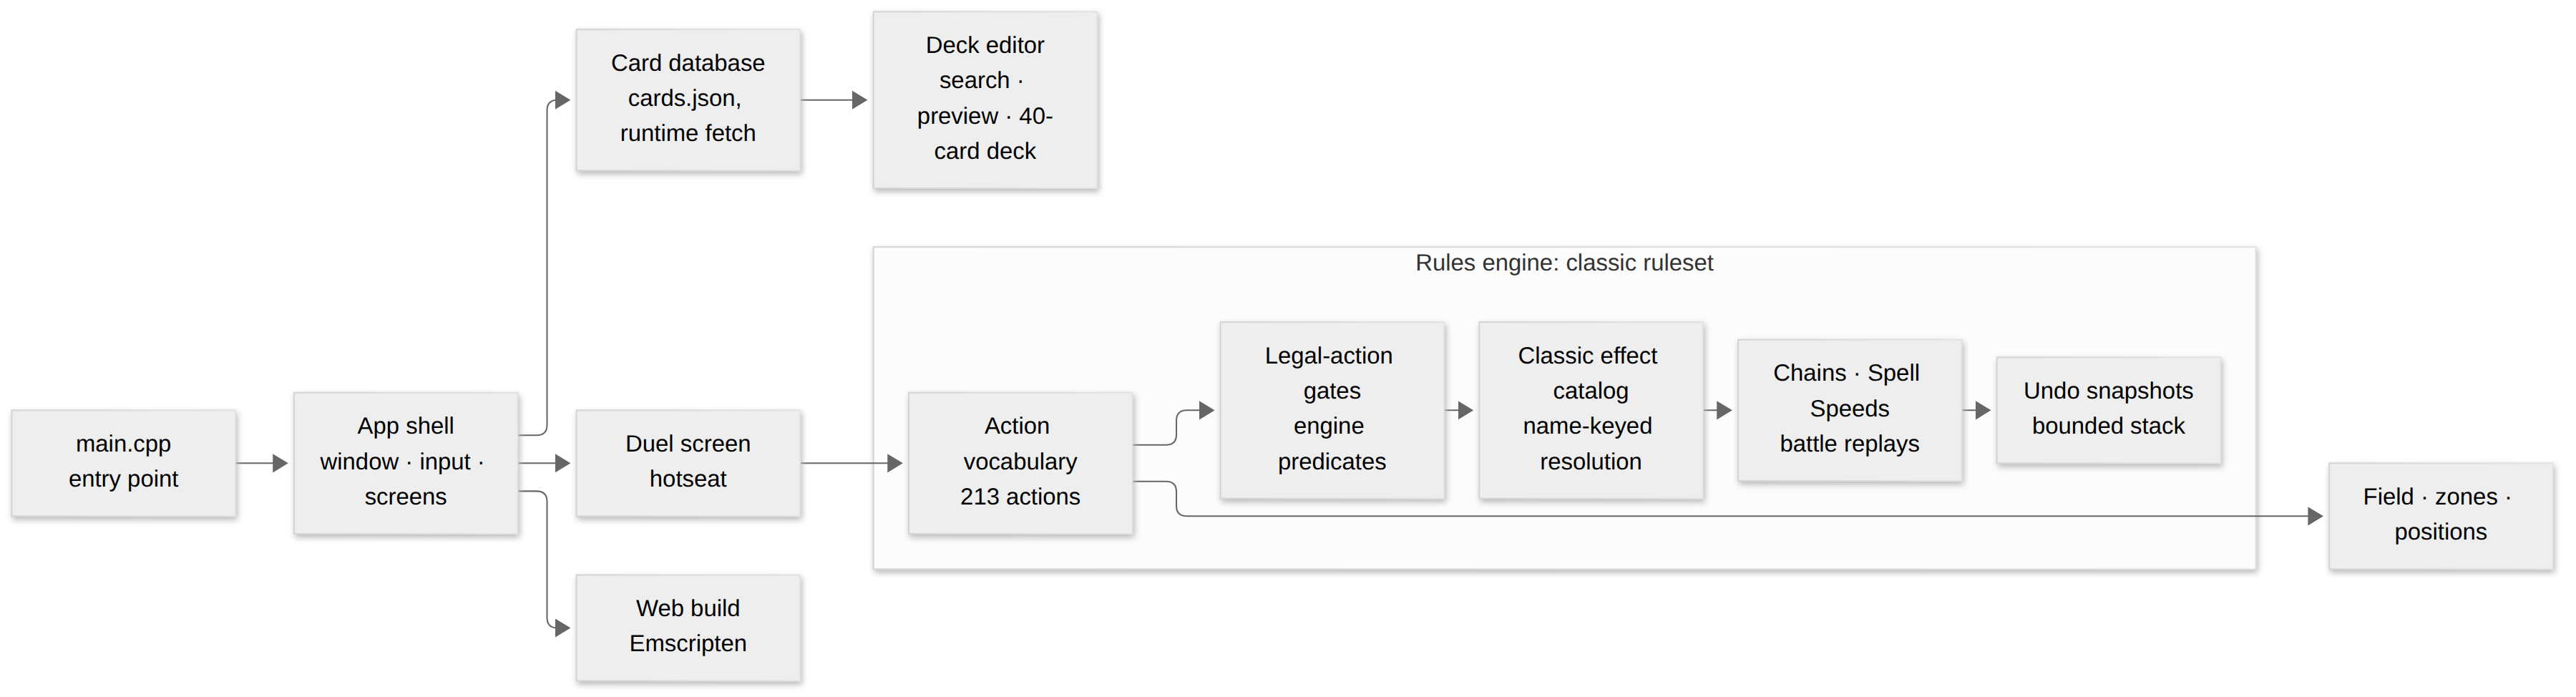 main.cpp
entry point
App shell
window · input ·
screens
Card database
cards.json,
runtime fetch
Deck editor
search ·
preview · 40-
card deck
Duel screen
hotseat
Web build
Emscripten
Rules engine: classic ruleset
Action
vocabulary
213 actions
Legal-action
gates
engine
predicates
Classic effect
catalog
name-keyed
resolution
Chains · Spell
Speeds
battle replays
Undo snapshots
bounded stack
Field · zones ·
positions